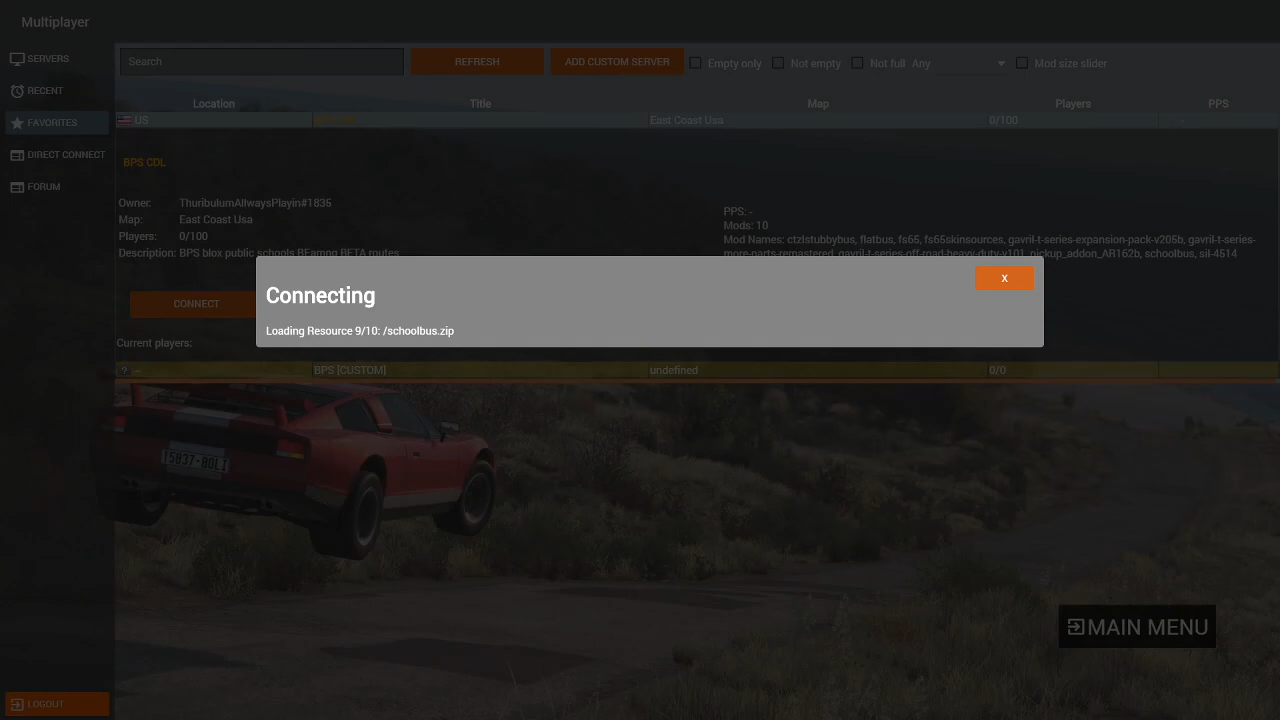 Multiplayer
SERVERS
RECENT
FAVORITES
DIRECT CONNECT
FORUM
Search
REFRESH
ADD CUSTOM SERVER
Empty only
Not empty
Not full
Any
Mod size slider
Location Title Map Players PPS
US East Coast Usa 0/100
BPS CDL
Owner: ThuribulumAllwaysPlayin#1835
Map: East Coast Usa
Players: 0/100
Description: BPS blox public schools BEamng BETA routes
PPS: -
Mods: 10
Mod Names: ctzlstubbybus, flatbus, fs65, fs65skinsources, gavril-t-series-expansion-pack-v205b, gavril-t-series-
more-parts-remastered, gavril-t-series-off-road-heavy-duty-v101, pickup_addon_AR162b, schoolbus, sil-4514
CONNECT
Connecting
X
Loading Resource 9/10: /schoolbus.zip
Current players:
? -- BPS [CUSTOM] undefined 0/0
MAIN MENU
LOGOUT